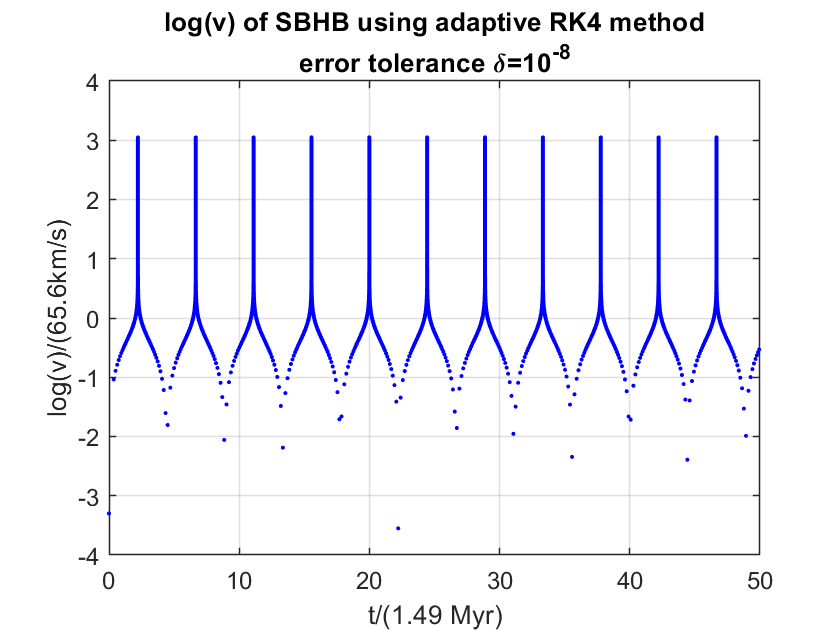 log(v) of SBHB using adaptive RK4 method
error tolerance δ=10^-8
4
3
2
1
0
-1
-2
-3
-4
log(v)/(65.6km/s)
0 10 20 30 40 50
t/(1.49 Myr)